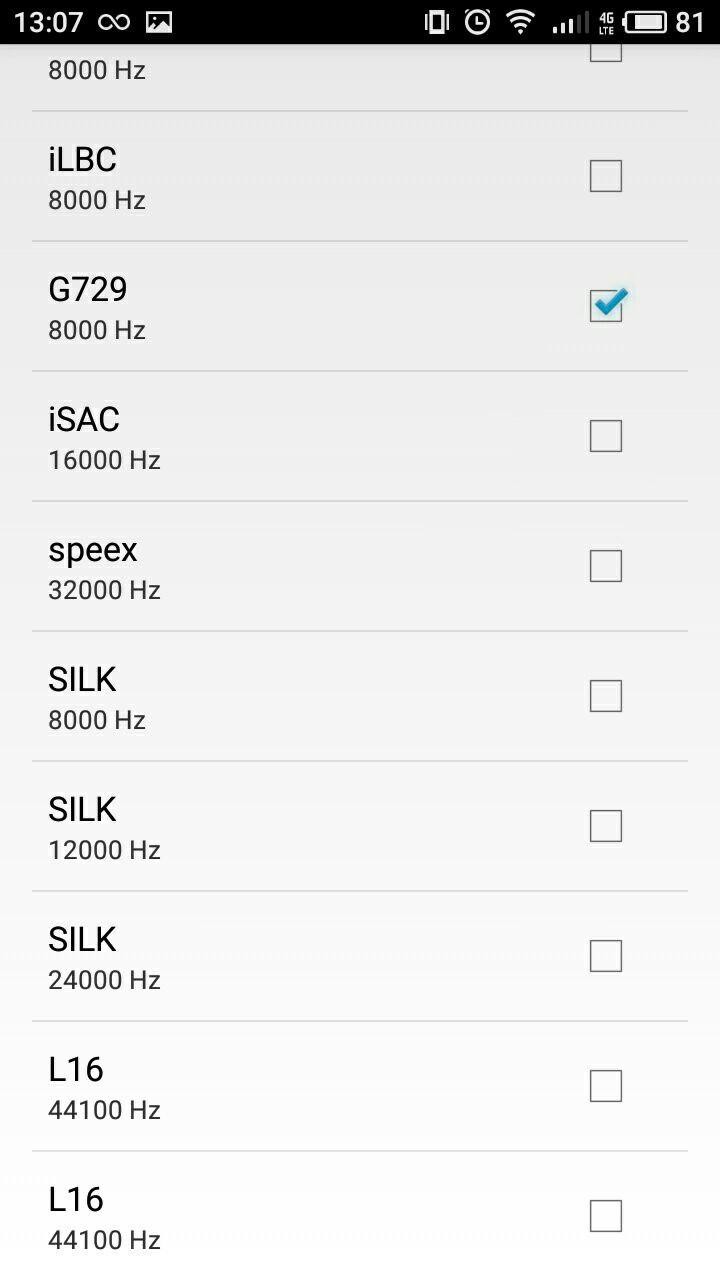 13:07 4G LTE 81
8000 Hz
iLBC
8000 Hz
G729
8000 Hz
iSAC
16000 Hz
speex
32000 Hz
SILK
8000 Hz
SILK
12000 Hz
SILK
24000 Hz
L16
44100 Hz
L16
44100 Hz